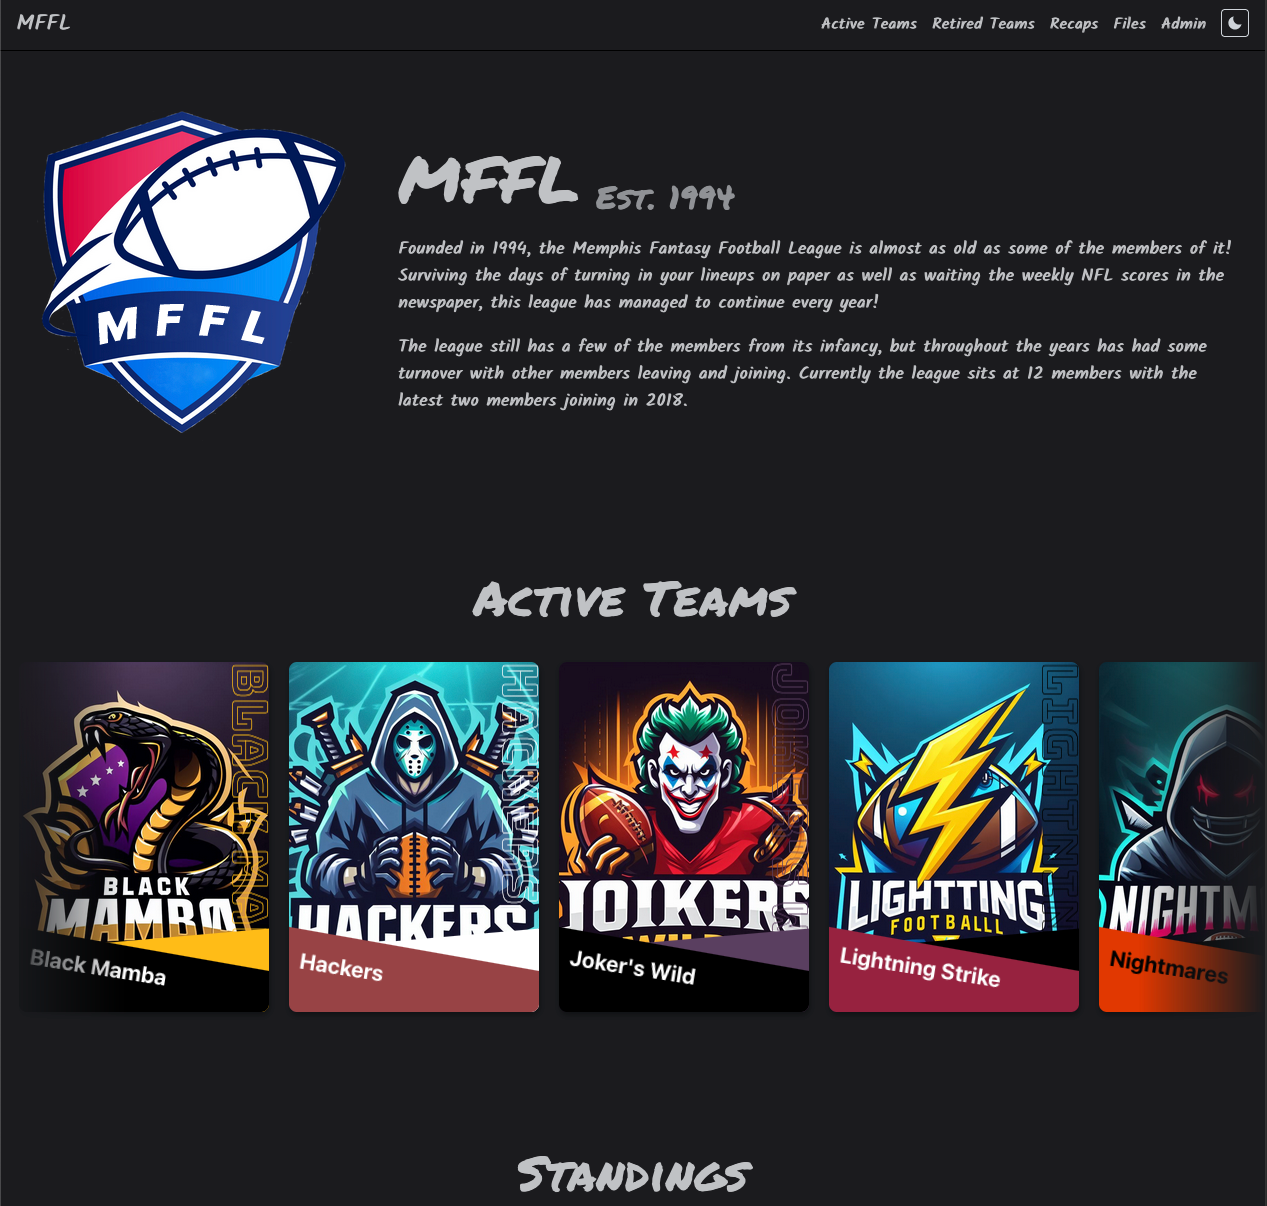 MFFL
Active Teams Retired Teams Recaps Files Admin
MFFL
MFFL Est. 1994
Founded in 1994, the Memphis Fantasy Football League is almost as old as some of the members of it!
Surviving the days of turning in your lineups on paper as well as waiting the weekly NFL scores in the
newspaper, this league has managed to continue every year!
The league still has a few of the members from its infancy, but throughout the years has had some
turnover with other members leaving and joining. Currently the league sits at 12 members with the
latest two members joining in 2018.
Active Teams
BLACK MA
BLACK
MAMBA
Black Mamba
HACKERS
HACKERS
Hackers
JOIKERS
Joker's Wild
LIGHTNIN
LIGHTTING
FOOTBALLL
Lightning Strike
NIGHTM
Nightmares
Standings